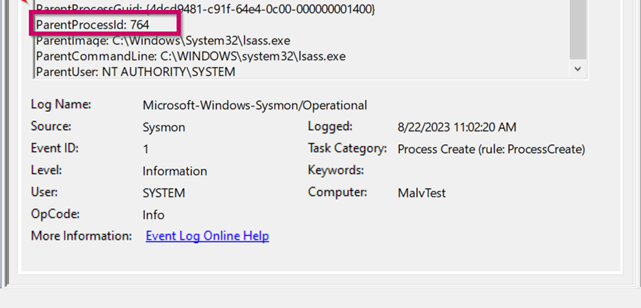 ParentProcessGuid: {4dcd9481-c91f-64e4-0c00-000000001400}
ParentProcessId: 764
ParentImage: C:\Windows\System32\lsass.exe
ParentCommandLine: C:\WINDOWS\system32\lsass.exe
ParentUser: NT AUTHORITY\SYSTEM
Log Name: Microsoft-Windows-Sysmon/Operational
Source: Sysmon Logged: 8/22/2023 11:02:20 AM
Event ID: 1 Task Category: Process Create (rule: ProcessCreate)
Level: Information Keywords:
User: SYSTEM Computer: MalvTest
OpCode: Info
More Information: Event Log Online Help